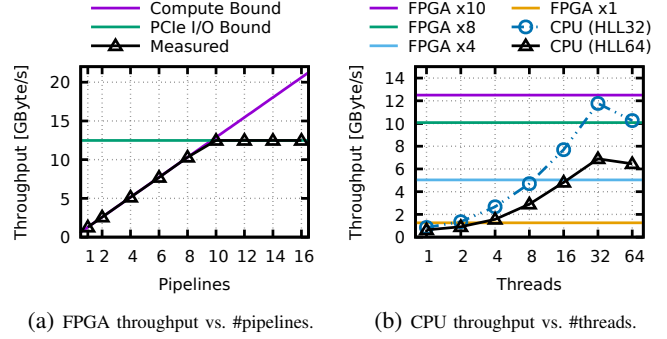 Compute Bound
PCIe I/O Bound
Measured
Throughput [GByte/s]
20
15
10
5
0
1 2 4 6 8 10 12 14 16
Pipelines
(a) FPGA throughput vs. #pipelines.
FPGA x10 FPGA x1
FPGA x8 CPU (HLL32)
FPGA x4 CPU (HLL64)
Throughput [GByte/s]
14
12
10
8
6
4
2
0
1 2 4 8 16 32 64
Threads
(b) CPU throughput vs. #threads.